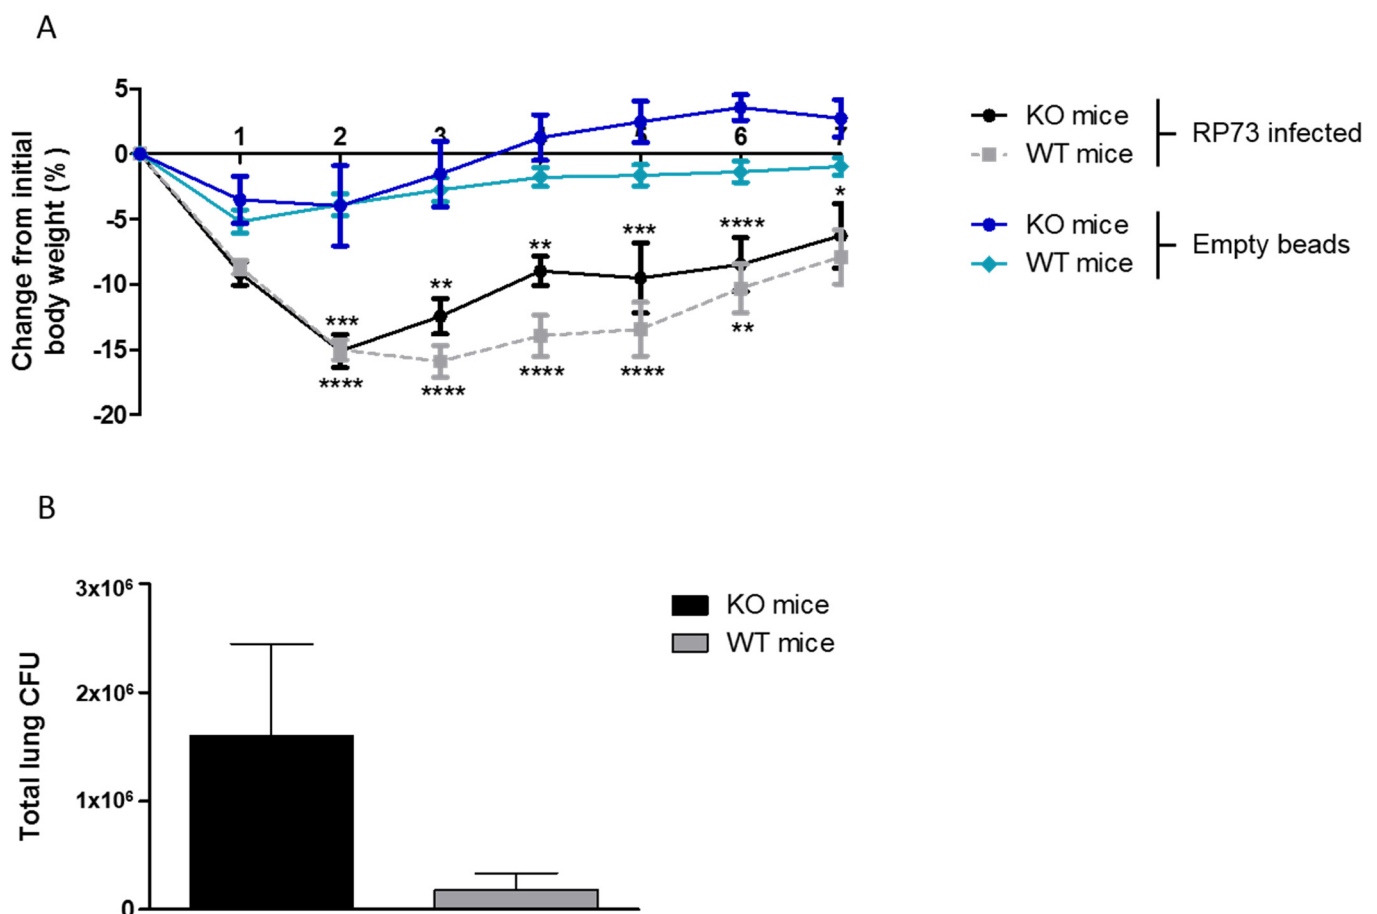 A
Change from initial
body weight (% )
5
0
-5
-10
-15
-20
1 2 3 5 6 7
*
*** ****
**
**
***
**
**** **** **** ****
KO mice
WT mice
RP73 infected
KO mice
WT mice
Empty beads
B
Total lung CFU
3x10⁶
2x10⁶
1x10⁶
0
KO mice
WT mice